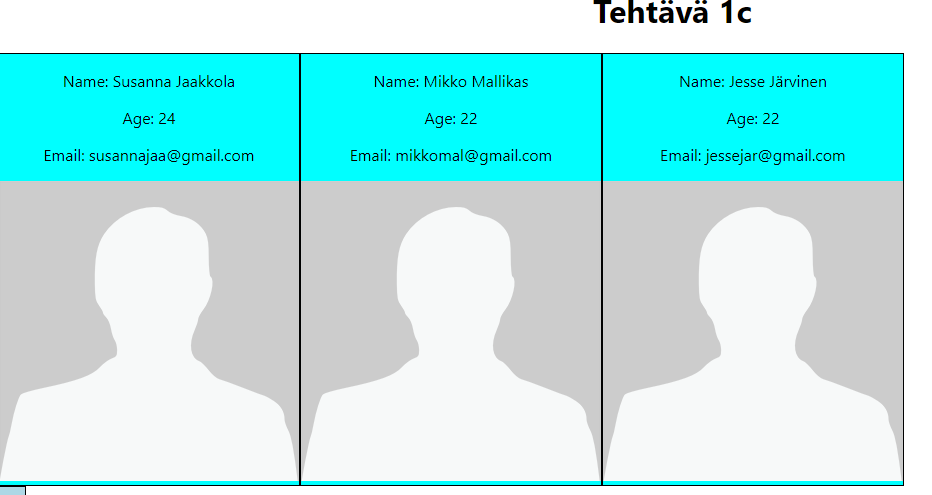 Tehtävä 1c
Name: Susanna Jaakkola
Age: 24
Email: susannajaa@gmail.com
Name: Mikko Mallikas
Age: 22
Email: mikkomal@gmail.com
Name: Jesse Järvinen
Age: 22
Email: jessejar@gmail.com